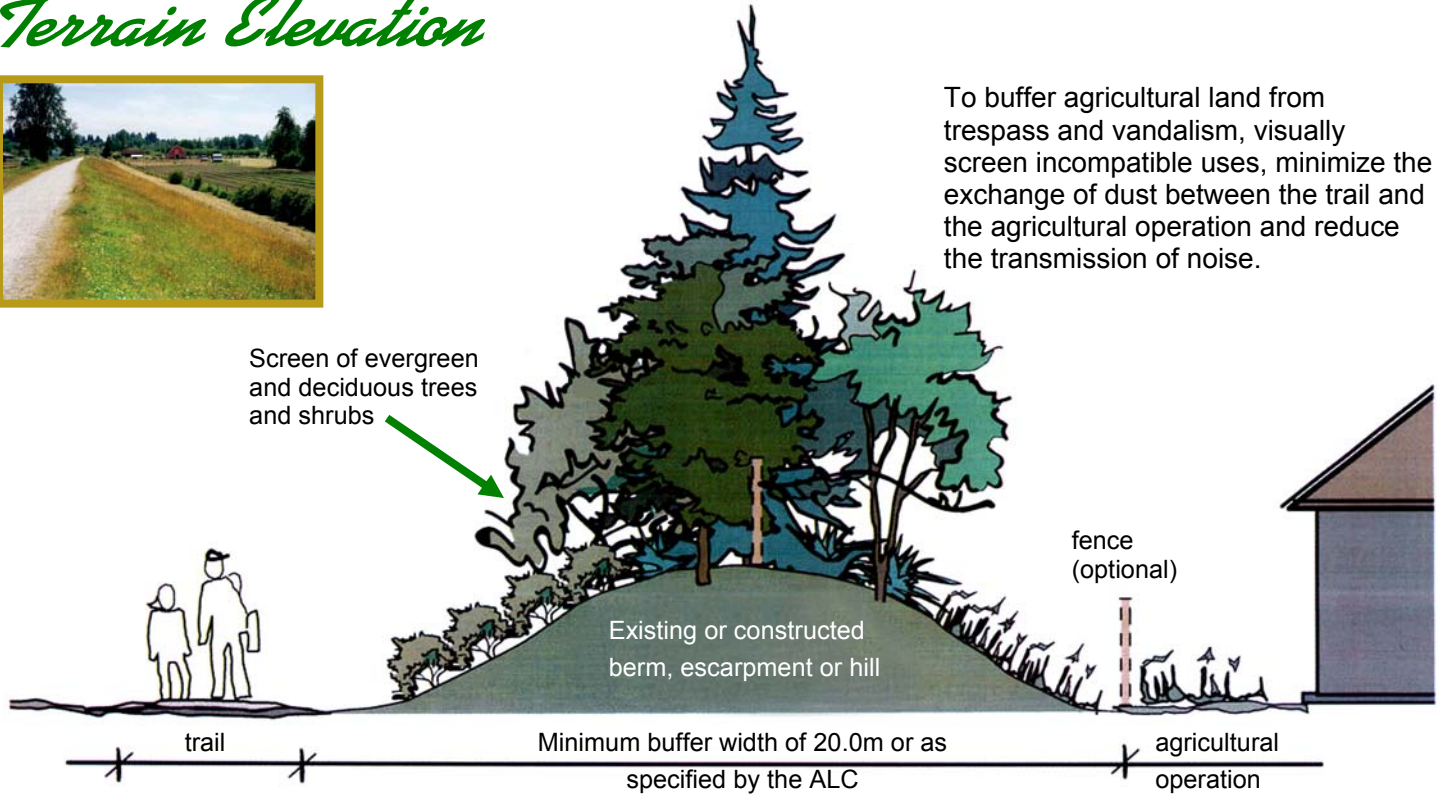 Terrain Elevation
To buffer agricultural land from
trespass and vandalism, visually
screen incompatible uses, minimize the
exchange of dust between the trail and
the agricultural operation and reduce
the transmission of noise.
Screen of evergreen
and deciduous trees
and shrubs
fence
(optional)
Existing or constructed
berm, escarpment or hill
trail
Minimum buffer width of 20.0m or as
specified by the ALC
agricultural
operation